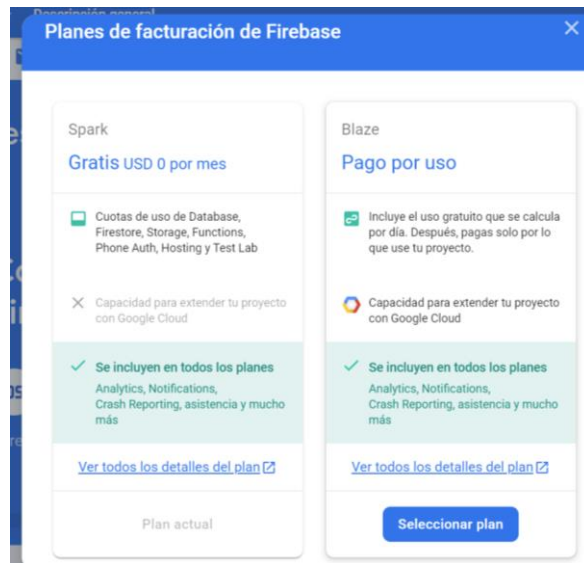 Descripción general
Planes de facturación de Firebase
Spark
Gratis USD 0 por mes
Cuotas de uso de Database,
Firestore, Storage, Functions,
Phone Auth, Hosting y Test Lab
Capacidad para extender tu proyecto
con Google Cloud
Se incluyen en todos los planes
Analytics, Notifications,
Crash Reporting, asistencia y mucho
más
Ver todos los detalles del plan
Plan actual
Blaze
Pago por uso
Incluye el uso gratuito que se calcula
por día. Después, pagas solo por lo
que use tu proyecto.
Capacidad para extender tu proyecto
con Google Cloud
Se incluyen en todos los planes
Analytics, Notifications,
Crash Reporting, asistencia y mucho
más
Ver todos los detalles del plan
Seleccionar plan